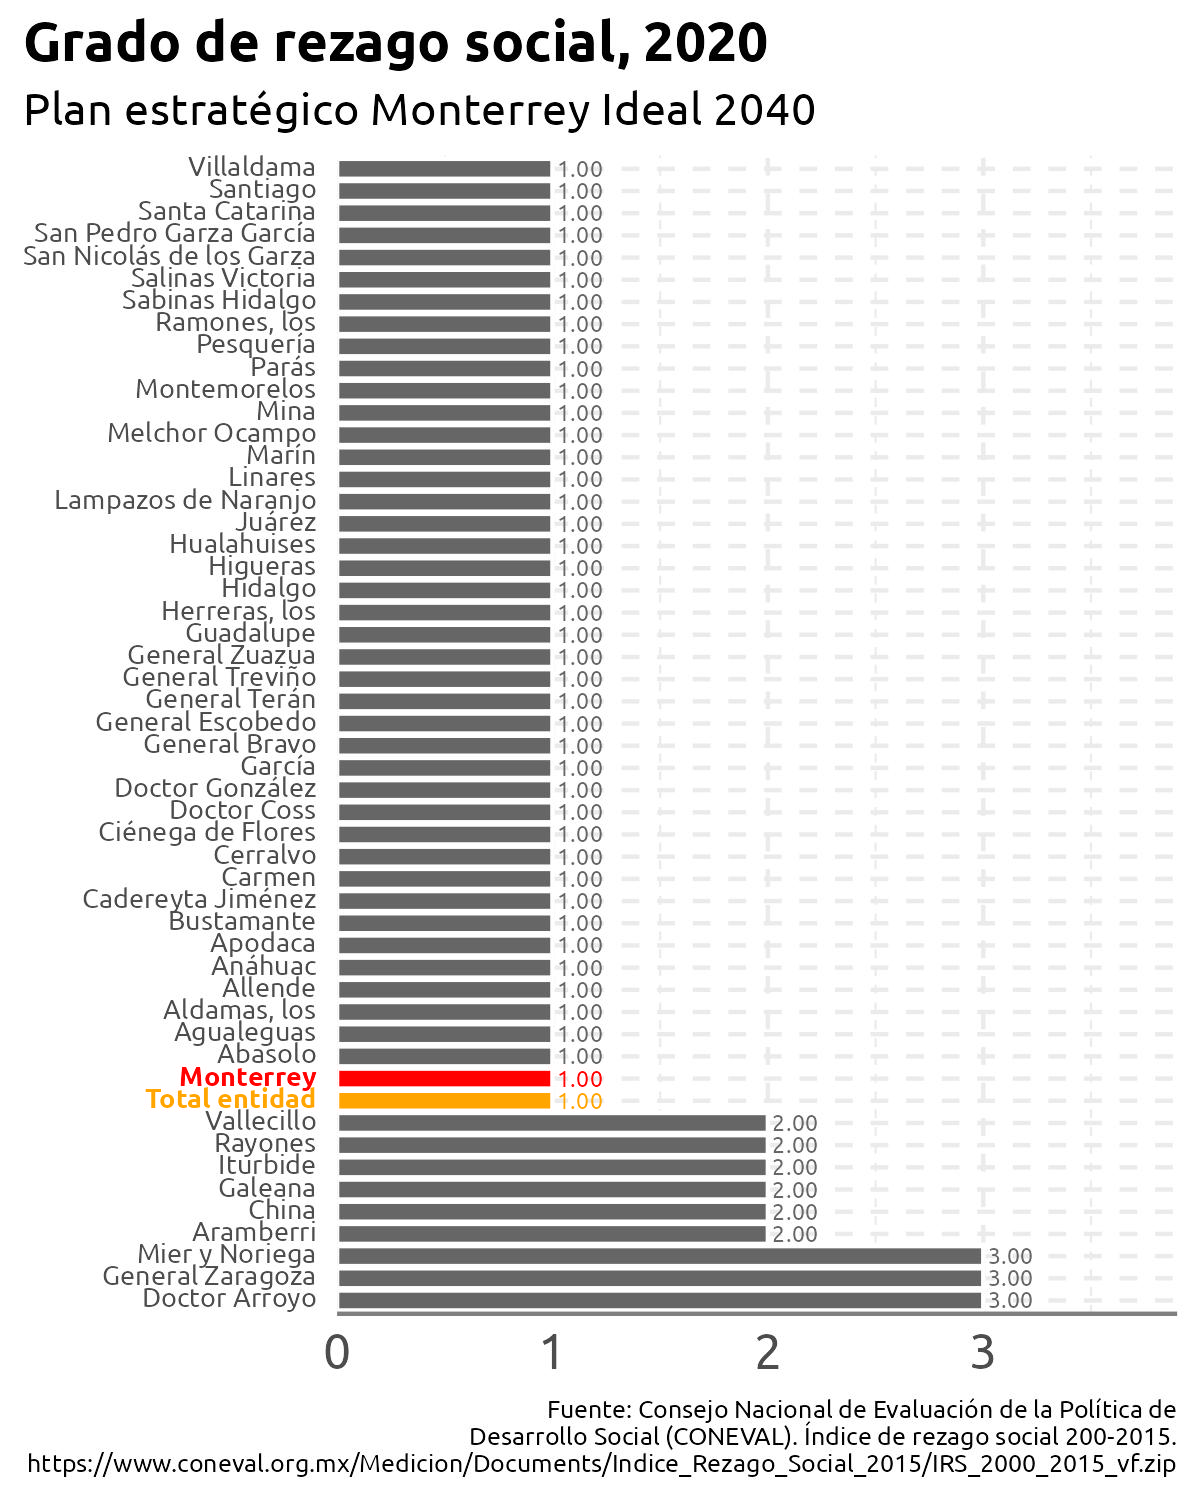 Grado de rezago social, 2020
Plan estratégico Monterrey Ideal 2040
Villaldama 1.00
Santiago 1.00
Santa Catarina 1.00
San Pedro Garza García 1.00
San Nicolás de los Garza 1.00
Salinas Victoria 1.00
Sabinas Hidalgo 1.00
Ramones, los 1.00
Pesquería 1.00
Parás 1.00
Montemorelos 1.00
Mina 1.00
Melchor Ocampo 1.00
Marín 1.00
Linares 1.00
Lampazos de Naranjo 1.00
Juárez 1.00
Hualahuises 1.00
Higueras 1.00
Hidalgo 1.00
Herreras, los 1.00
Guadalupe 1.00
General Zuazua 1.00
General Treviño 1.00
General Terán 1.00
General Escobedo 1.00
General Bravo 1.00
García 1.00
Doctor González 1.00
Doctor Coss 1.00
Ciénega de Flores 1.00
Cerralvo 1.00
Carmen 1.00
Cadereyta Jiménez 1.00
Bustamante 1.00
Apodaca 1.00
Anáhuac 1.00
Allende 1.00
Aldamas, los 1.00
Agualeguas 1.00
Abasolo 1.00
Monterrey 1.00
Total entidad 1.00
Vallecillo 2.00
Rayones 2.00
Iturbide 2.00
Galeana 2.00
China 2.00
Aramberri 2.00
Mier y Noriega 3.00
General Zaragoza 3.00
Doctor Arroyo 3.00
0 1 2 3
Fuente: Consejo Nacional de Evaluación de la Política de
Desarrollo Social (CONEVAL). Índice de rezago social 200-2015.
https://www.coneval.org.mx/Medicion/Documents/Indice_Rezago_Social_2015/IRS_2000_2015_vf.zip